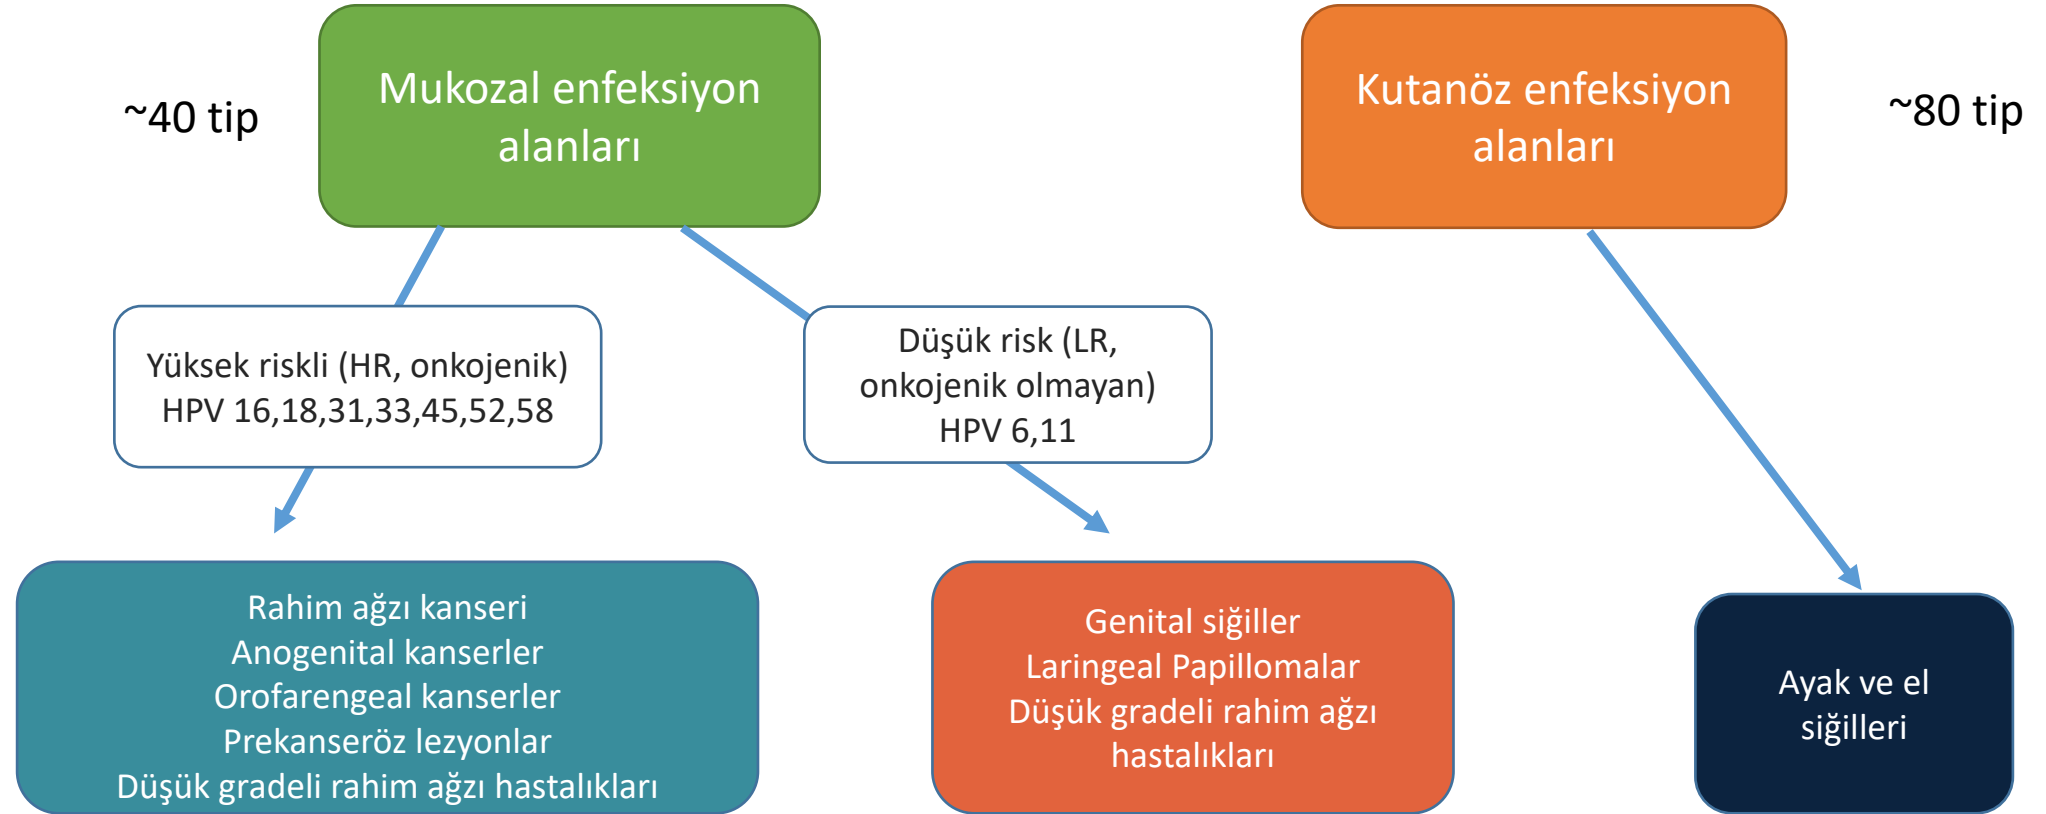 ~40 tip
Mukozal enfeksiyon
alanları
Kutanöz enfeksiyon
alanları
~80 tip
Yüksek riskli (HR, onkojenik)
HPV 16,18,31,33,45,52,58
Düşük risk (LR,
onkojenik olmayan)
HPV 6,11
Rahim ağzı kanseri
Anogenital kanserler
Orofarengeal kanserler
Prekanseröz lezyonlar
Düşük gradeli rahim ağzı hastalıkları
Genital siğiller
Laringeal Papillomalar
Düşük gradeli rahim ağzı
hastalıkları
Ayak ve el
siğilleri